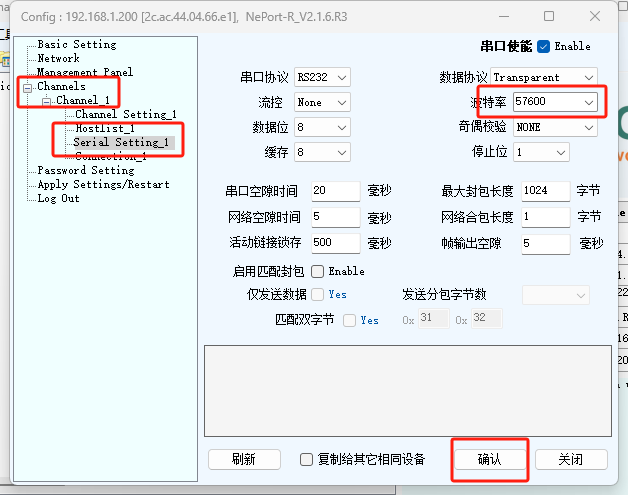 Config : 192.168.1.200 [2c.ac.44.04.66.e1], NePort-R_V2.1.6.R3
Basic Setting
Network
Management Panel
Channels
Channel_1
Channel Setting_1
Hostlist_1
Serial Setting_1
Connection_1
Password Setting
Apply Settings/Restart
Log Out
串口使能 Enable
串口协议 RS232 数据协议 Transparent
流控 None 波特率 57600
数据位 8 奇偶校验 NONE
缓存 8 停止位 1
串口空隙时间 20 毫秒 最大封包长度 1024 字节
网络空隙时间 5 毫秒 网络合包长度 1 字节
活动链接锁存 500 毫秒 帧输出空隙 5 毫秒
启用匹配封包 Enable
仅发送数据 Yes 发送分包字节数
匹配双字节 Yes 0x 31 0x 32
刷新 复制给其它相同设备 确认 关闭